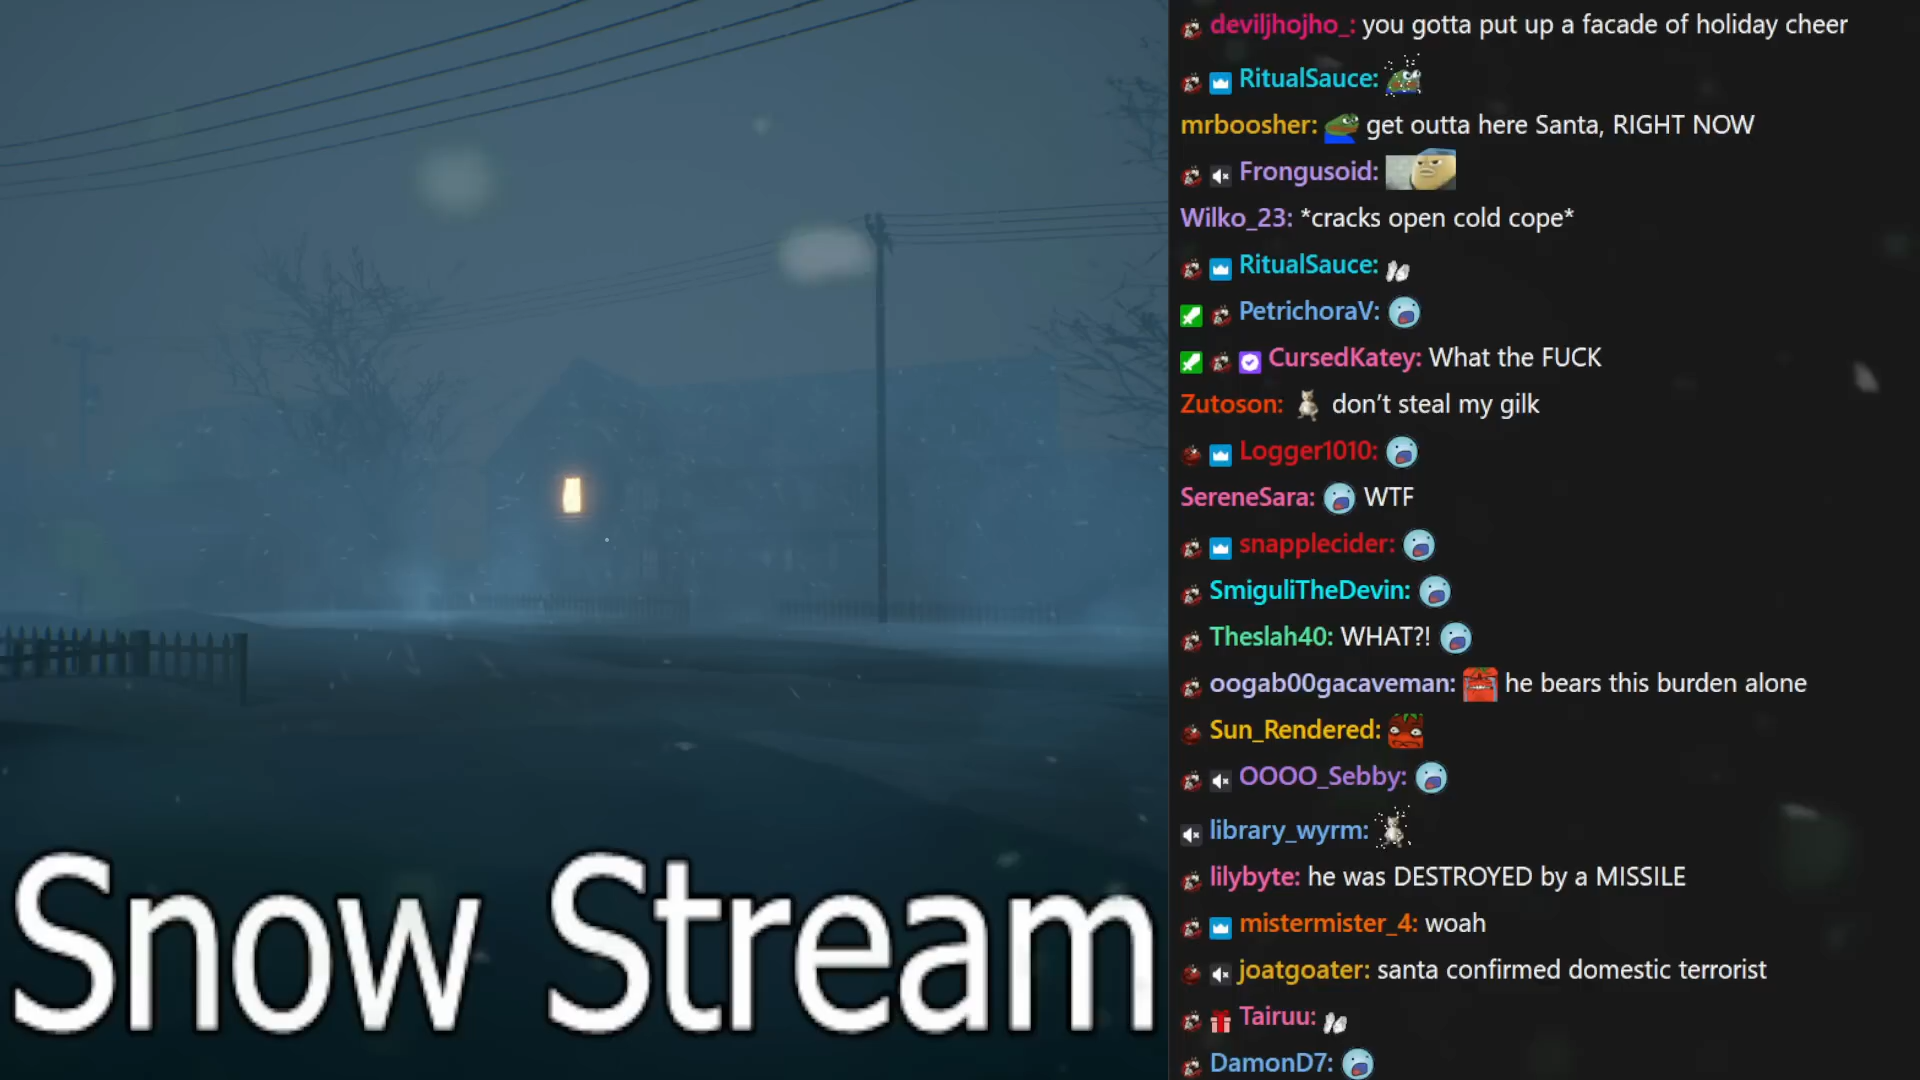 deviljhojho_: you gotta put up a facade of holiday cheer
RitualSauce:
mrboosher: get outta here Santa, RIGHT NOW
Frongusoid:
Wilko_23: *cracks open cold cope*
RitualSauce:
PetrichoraV:
CursedKatey: What the FUCK
Zutoson: don’t steal my gilk
Logger1010:
SereneSara: WTF
snapplecider:
SmiguliTheDevin:
Theslah40: WHAT?!
oogab00gacaveman: he bears this burden alone
Sun_Rendered:
OOOO_Sebby:
library_wyrm:
lilybyte: he was DESTROYED by a MISSILE
mistermister_4: woah
joatgoater: santa confirmed domestic terrorist
Tairuu:
DamonD7:
Snow Stream